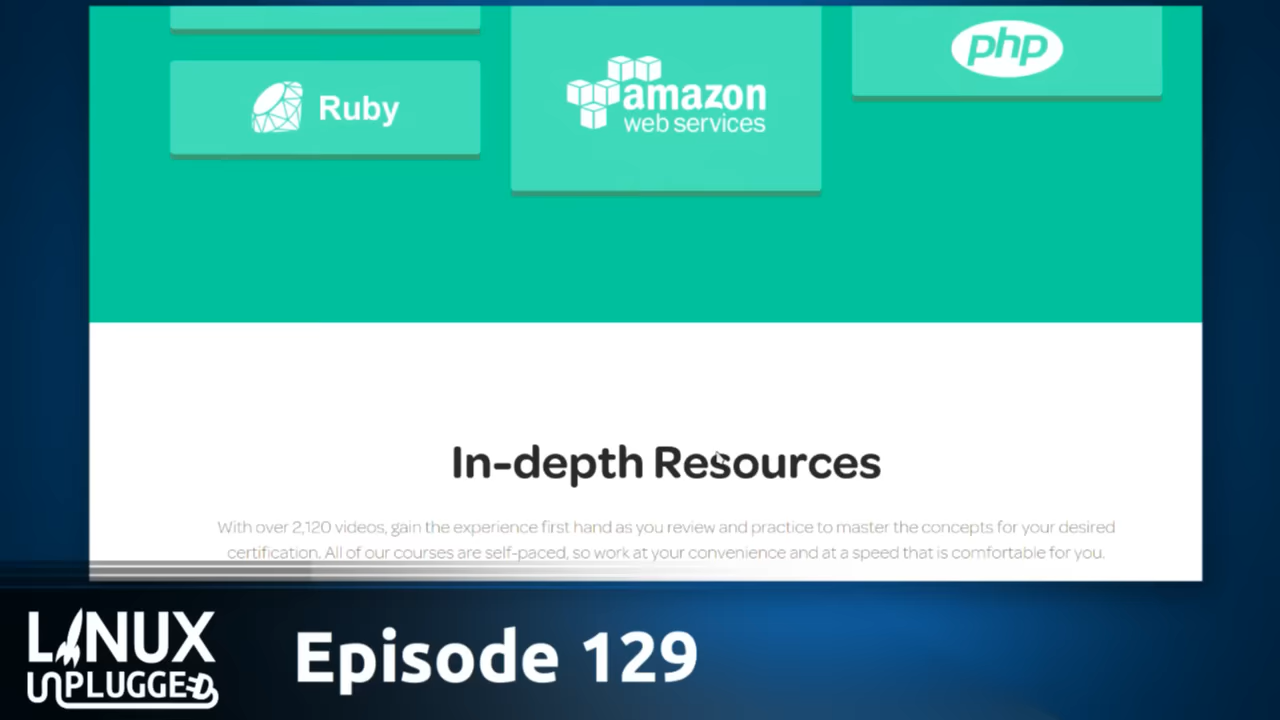 php
Ruby
amazon
web services
In-depth Resources
With over 2,120 videos, gain the experience first hand as you review and practice to master the concepts for your desired
certification. All of our courses are self-paced, so work at your convenience and at a speed that is comfortable for you.
LINUX
UNPLUGGED
Episode 129